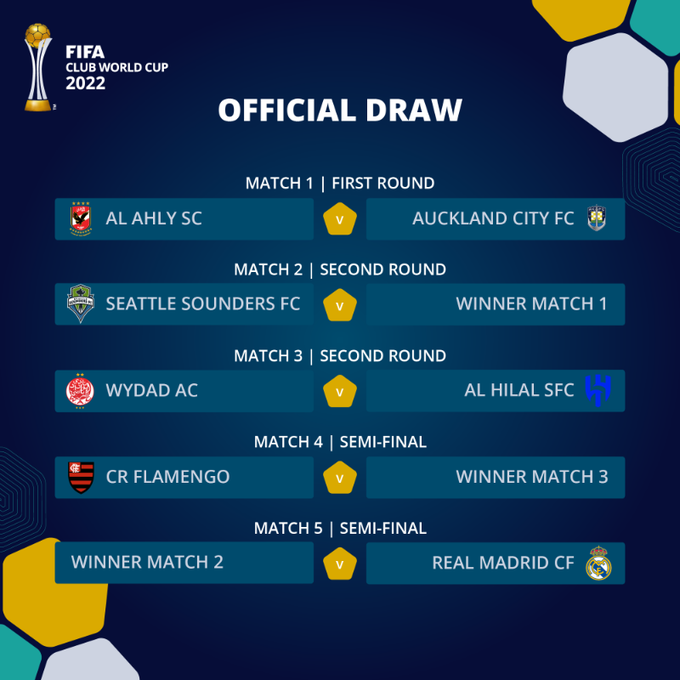 FIFA
CLUB WORLD CUP
2022
OFFICIAL DRAW
MATCH 1 | FIRST ROUND
AL AHLY SC V AUCKLAND CITY FC
MATCH 2 | SECOND ROUND
SEATTLE SOUNDERS FC V WINNER MATCH 1
MATCH 3 | SECOND ROUND
WYDAD AC V AL HILAL SFC
MATCH 4 | SEMI-FINAL
CR FLAMENGO V WINNER MATCH 3
MATCH 5 | SEMI-FINAL
WINNER MATCH 2 V REAL MADRID CF